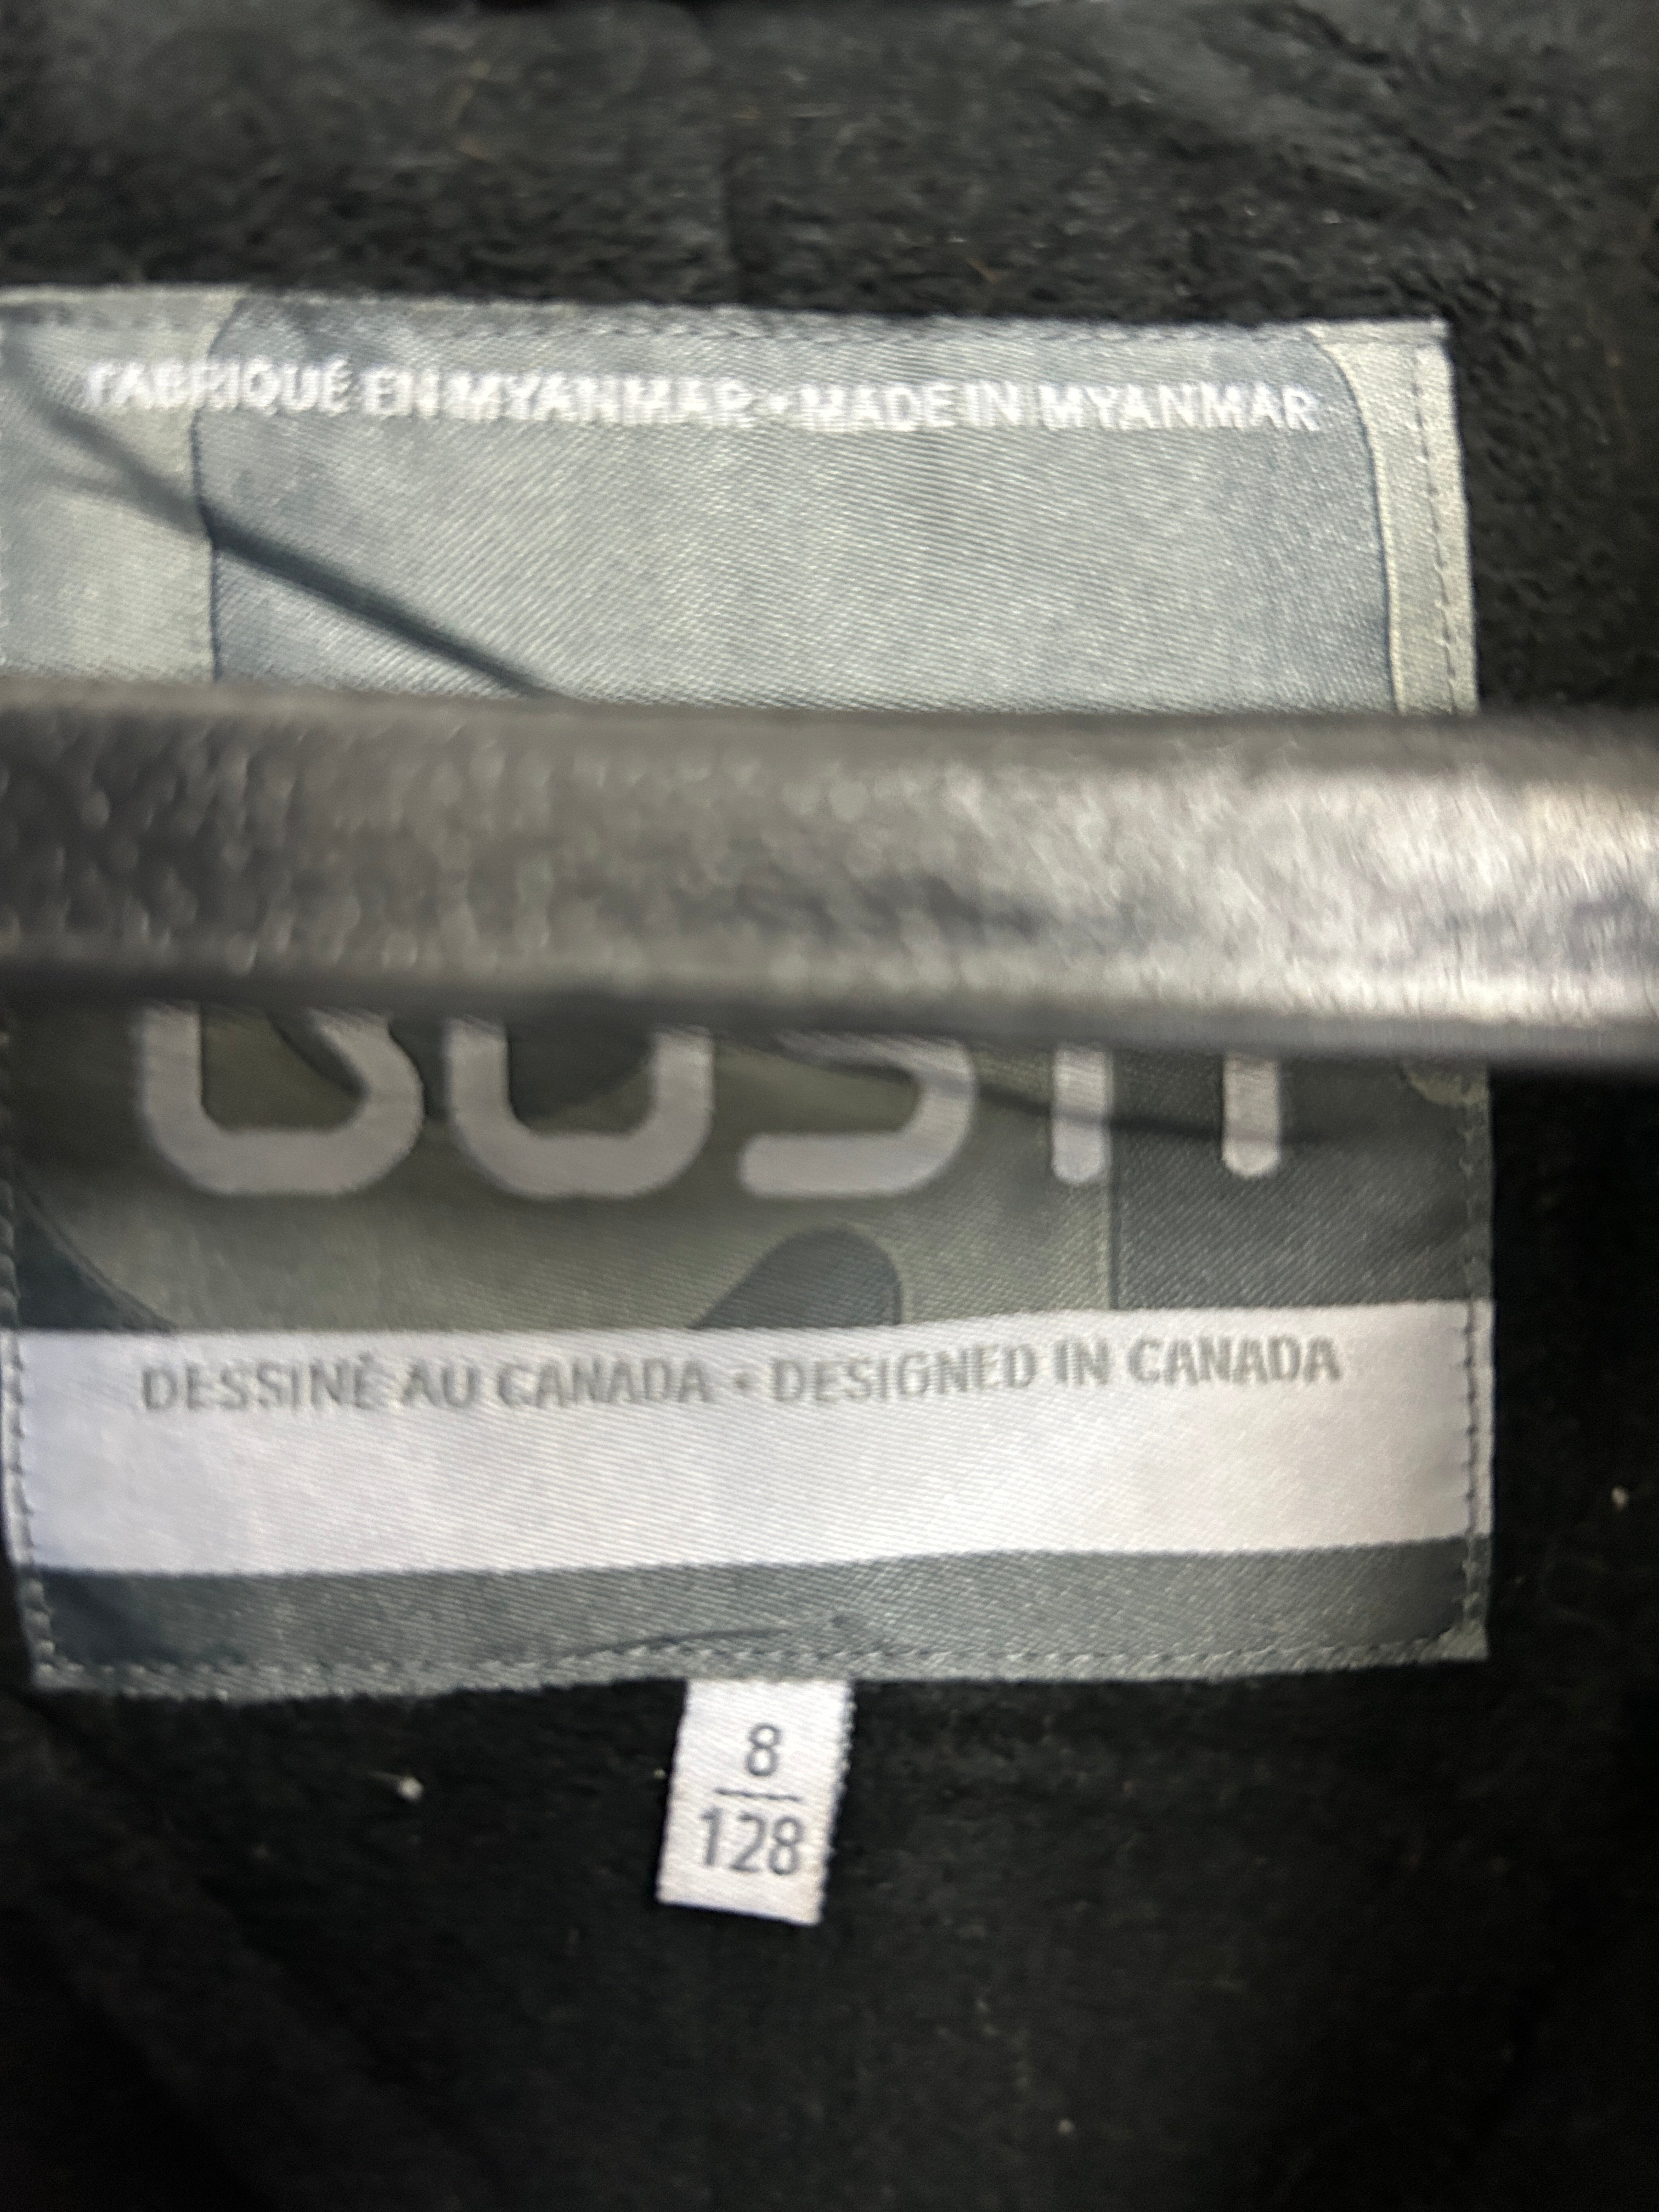 FABRIQUÉ EN MYANMAR • MADE IN MYANMAR
DESSINÉ AU CANADA • DESIGNED IN CANADA
8
128